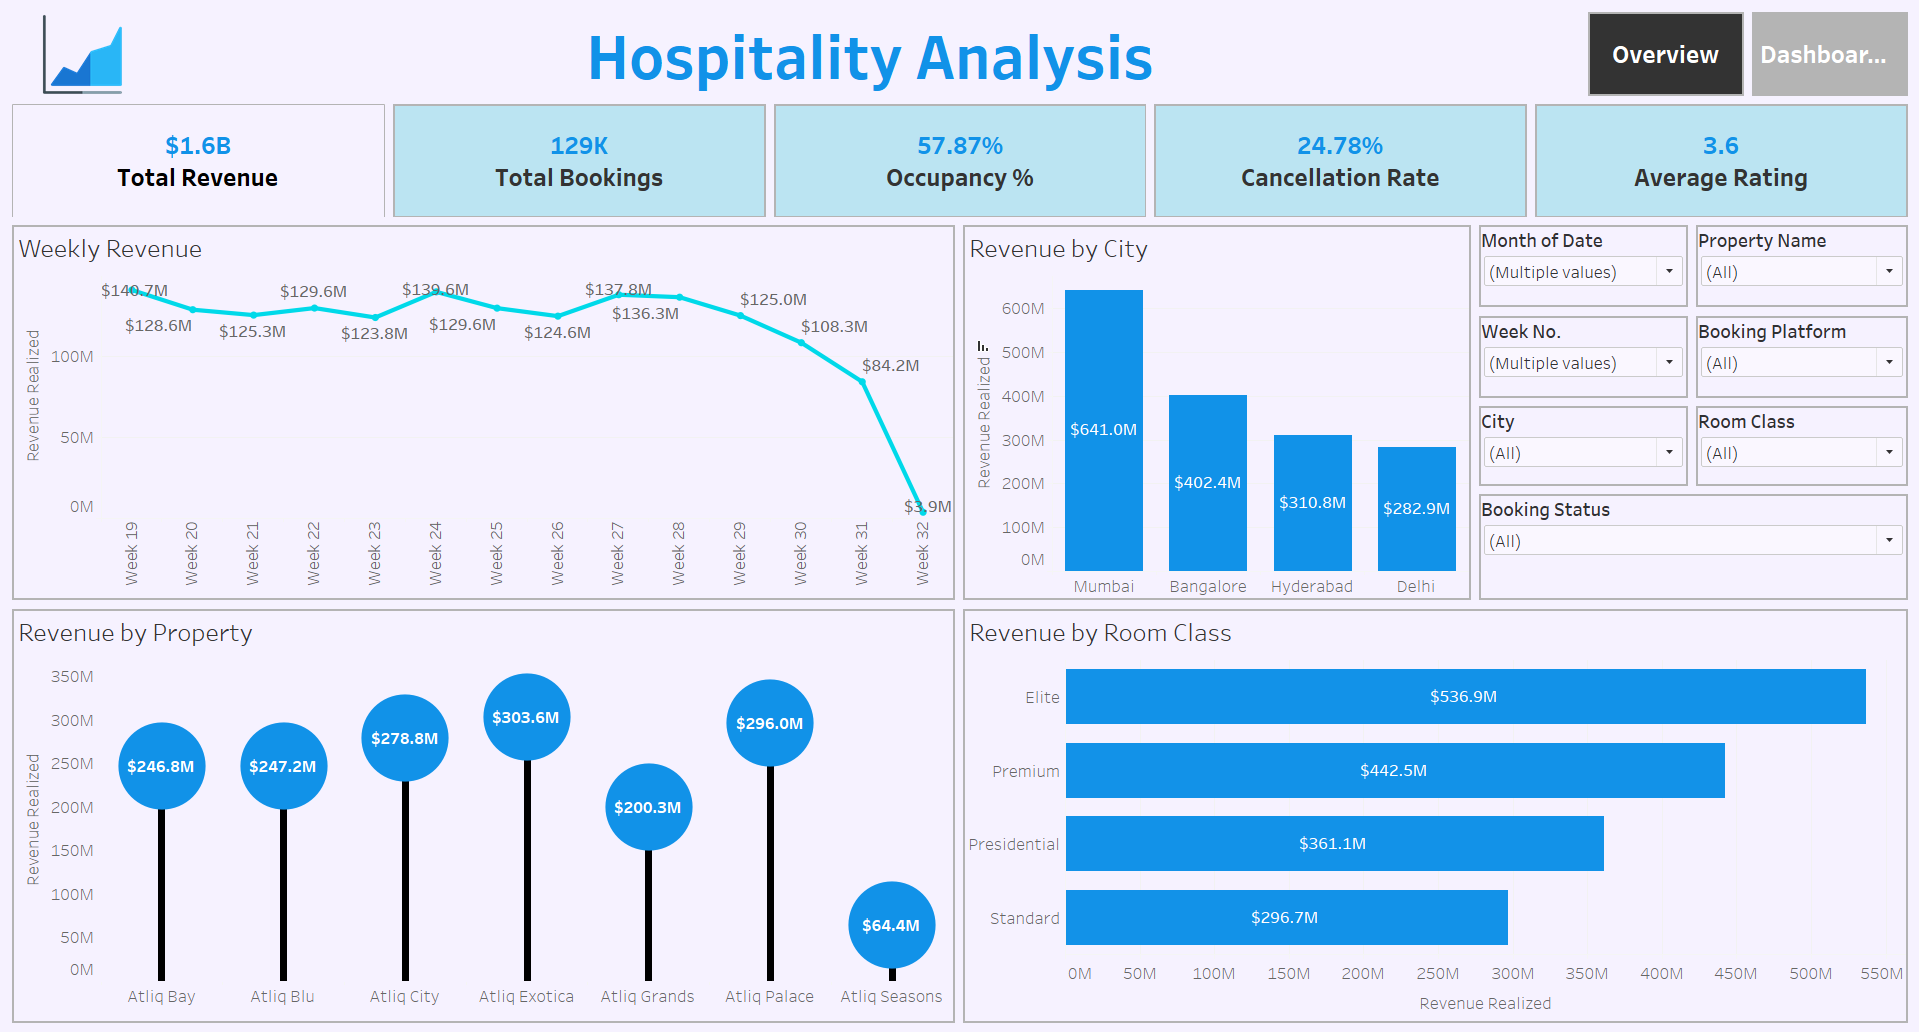 Hospitality Analysis
Overview
Dashboar...
$1.6B
Total Revenue
129K
Total Bookings
57.87%
Occupancy %
24.78%
Cancellation Rate
3.6
Average Rating
Weekly Revenue
Revenue Realized
100M
50M
0M
$140.7M
$128.6M
$125.3M
$129.6M
$123.8M
$139.6M
$129.6M
$124.6M
$137.8M
$136.3M
$125.0M
$108.3M
$84.2M
$3.9M
Week 19
Week 20
Week 21
Week 22
Week 23
Week 24
Week 25
Week 26
Week 27
Week 28
Week 29
Week 30
Week 31
Week 32
Revenue by City
Revenue Realized
600M
500M
400M
300M
200M
100M
0M
$641.0M
$402.4M
$310.8M
$282.9M
Mumbai
Bangalore
Hyderabad
Delhi
Month of Date
(Multiple values)
Property Name
(All)
Week No.
(Multiple values)
Booking Platform
(All)
City
(All)
Room Class
(All)
Booking Status
(All)
Revenue by Property
Revenue Realized
350M
300M
250M
200M
150M
100M
50M
0M
$246.8M
$247.2M
$278.8M
$303.6M
$200.3M
$296.0M
$64.4M
Atliq Bay
Atliq Blu
Atliq City
Atliq Exotica
Atliq Grands
Atliq Palace
Atliq Seasons
Revenue by Room Class
Elite
$536.9M
Premium
$442.5M
Presidential
$361.1M
Standard
$296.7M
0M
50M
100M
150M
200M
250M
300M
350M
400M
450M
500M
550M
Revenue Realized